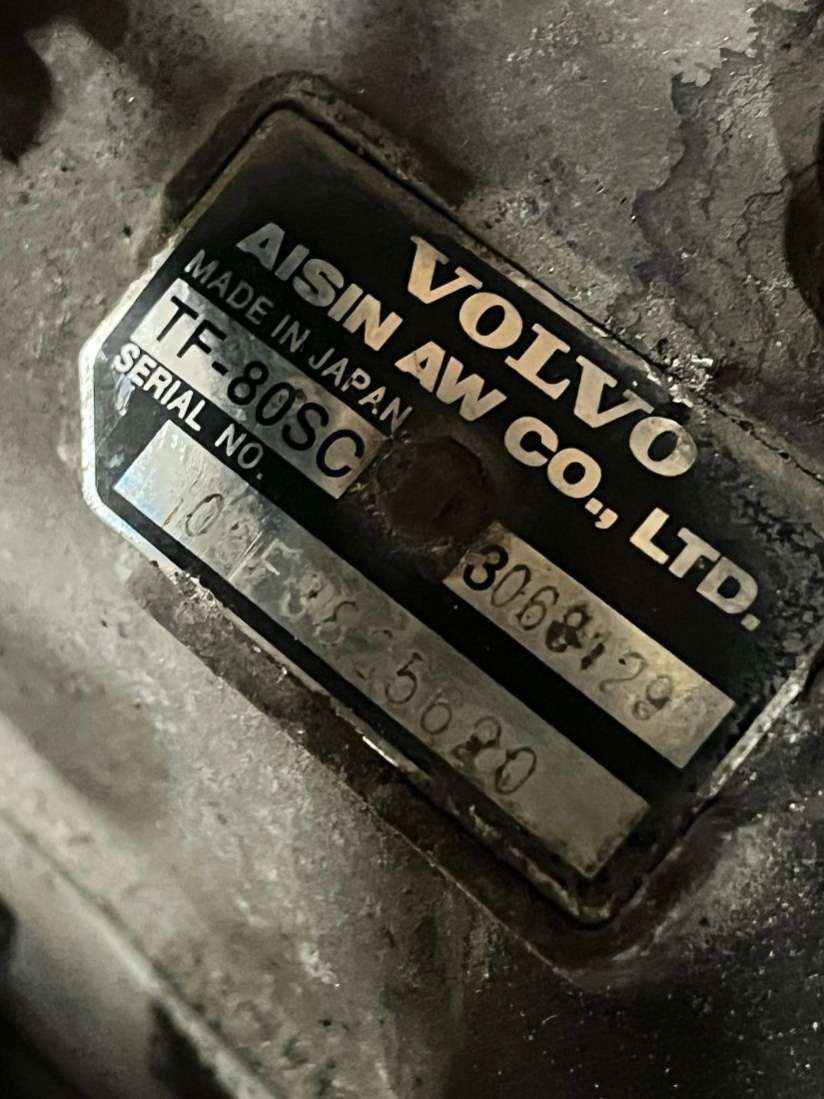 VOLVO
AISIN AW CO., LTD.
MADE IN JAPAN
TF-80SC
SERIAL NO.